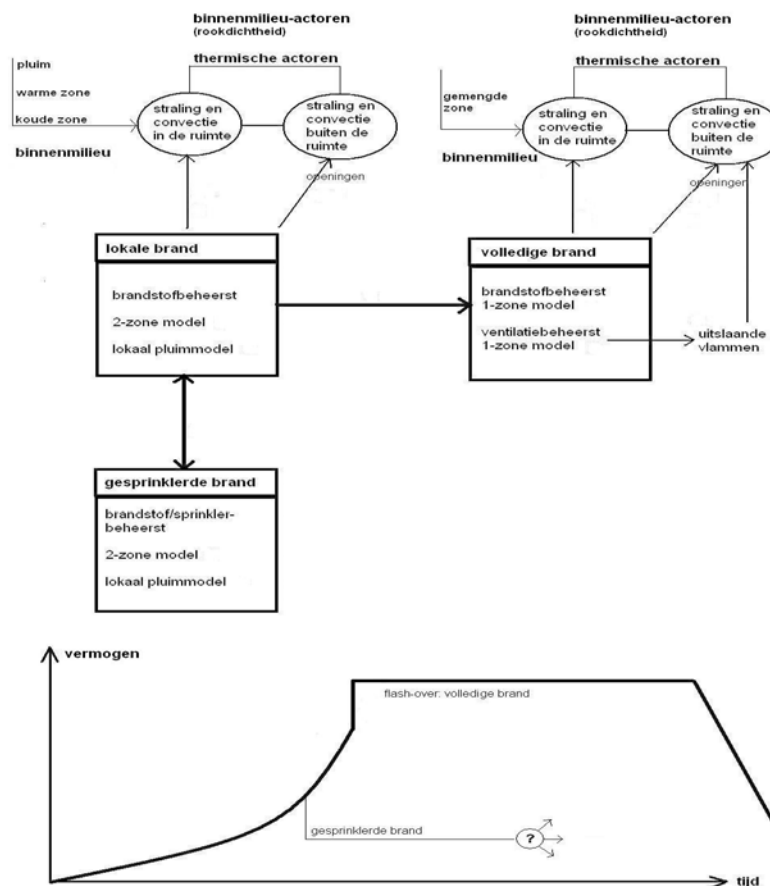 binnenmilieu-actoren
(rookdichtheid)
thermische actoren
pluim
warme zone
koude zone
binnenmilieu
straling en
convectie
in de ruimte
straling en
convectie
buiten de
ruimte
openingen
lokale brand
brandstofbeheerst
2-zone model
lokaal pluimmodel
binnenmilieu-actoren
(rookdichtheid)
thermische actoren
gemengde
zone
binnenmilieu
straling en
convectie
in de ruimte
straling en
convectie
buiten de
ruimte
openingen
volledige brand
brandstofbeheerst
1-zone model
ventilatiebeheerst
1-zone model
uitslaande
vlammen
gesprinklerde brand
brandstof/sprinkler-
beheerst
2-zone model
lokaal pluimmodel
vermogen
flash-over: volledige brand
gesprinklerde brand
?
tijd